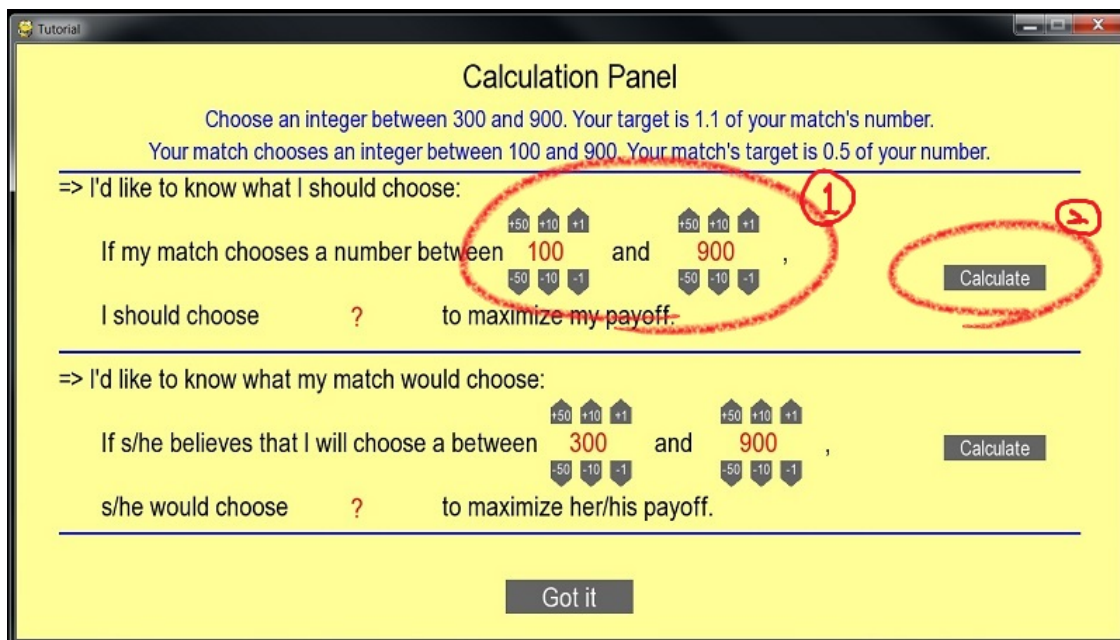 Tutorial
Calculation Panel
Choose an integer between 300 and 900. Your target is 1.1 of your match's number.
Your match chooses an integer between 100 and 900. Your match's target is 0.5 of your number.
=> I'd like to know what I should choose:
1
2
+50 +10 +1 +50 +10 +1
If my match chooses a number between 100 and 900 ,
Calculate
-50 -10 -1 -50 -10 -1
I should choose ? to maximize my payoff.
=> I'd like to know what my match would choose:
+50 +10 +1 +50 +10 +1
If s/he believes that I will choose a between 300 and 900 ,
Calculate
-50 -10 -1 -50 -10 -1
s/he would choose ? to maximize her/his payoff.
Got it